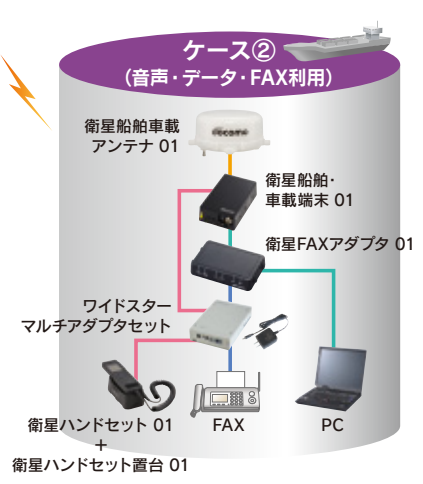 ケース②
（音声・データ・FAX利用）
衛星船舶車載
アンテナ 01
衛星船舶・
車載端末 01
衛星FAXアダプタ 01
ワイドスター
マルチアダプタセット
衛星ハンドセット 01
+
衛星ハンドセット置台 01
FAX
PC